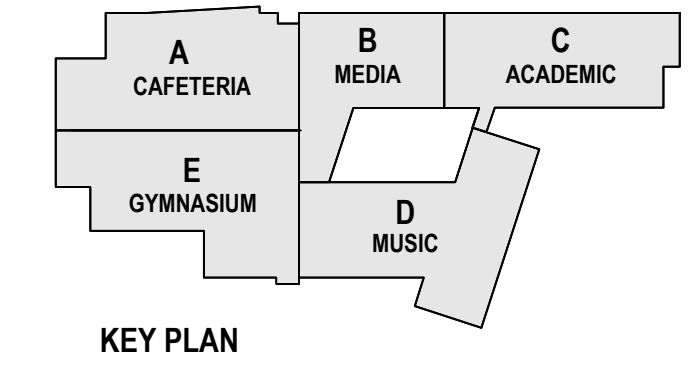 A
CAFETERIA
B
MEDIA
C
ACADEMIC
E
GYMNASIUM
D
MUSIC
KEY PLAN